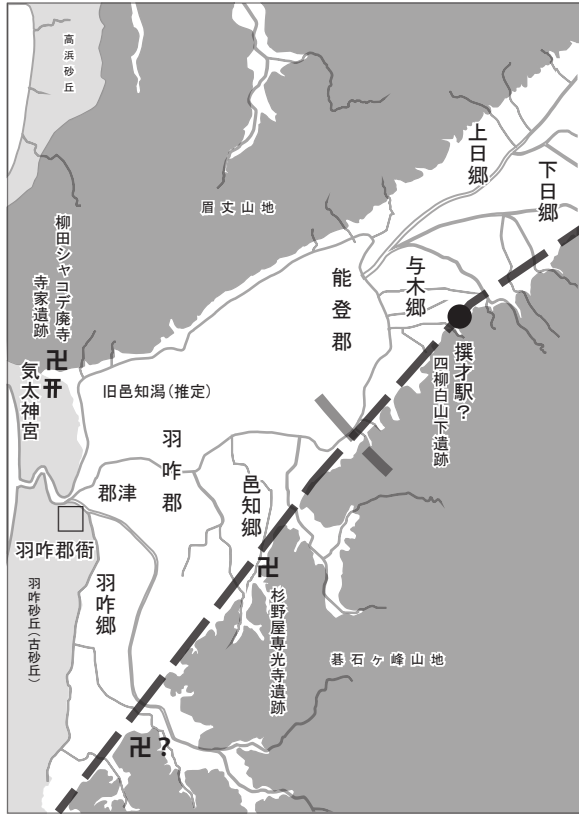 高浜砂丘
上日郷
下日郷
眉丈山地
柳田シャコデ廃寺
寺家遺跡
能登郡
与木郷
卍
気太神宮
旧邑知潟(推定)
撰才駅？
四柳白山下遺跡
羽咋郡
郡津
邑知郷
羽咋郡衙
卍
羽咋郷
羽咋砂丘(古砂丘)
杉野屋専光寺遺跡
碁石ヶ峰山地
卍？